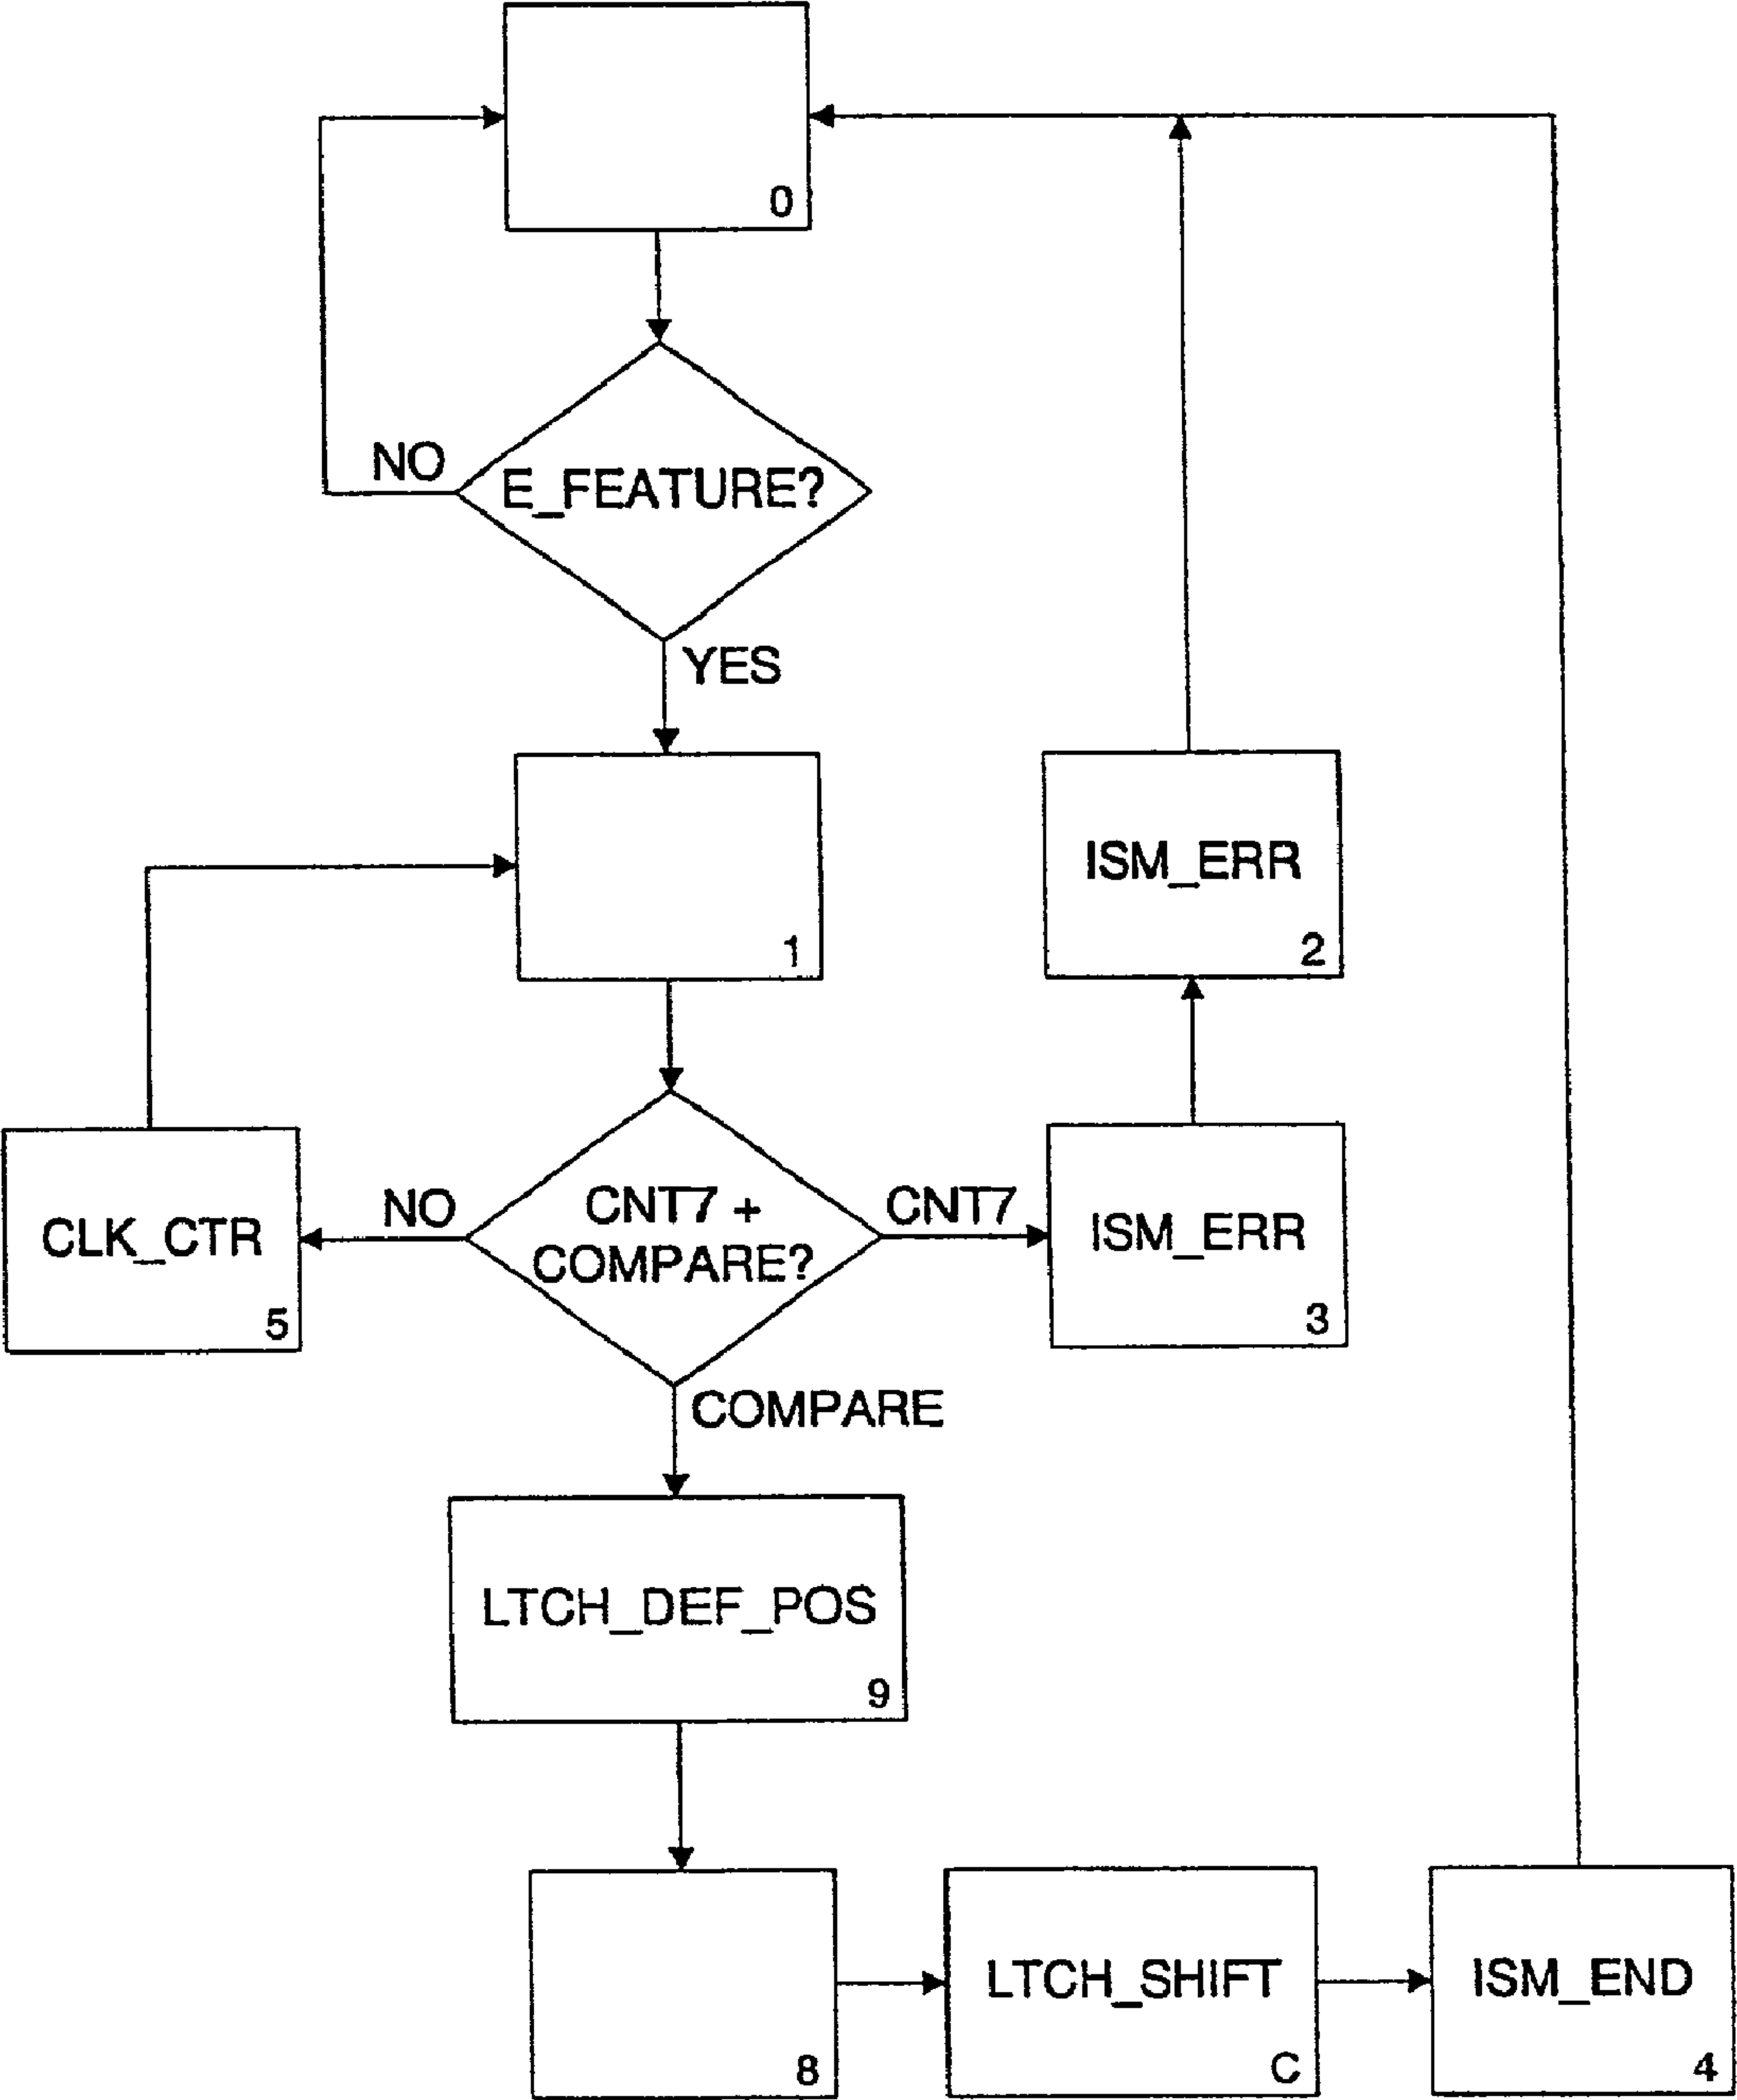 0
NO
E_FEATURE?
YES
1
ISM_ERR
2
CLK_CTR
5
NO
CNT7 +
COMPARE?
CNT7
ISM_ERR
3
COMPARE
LTCH_DEF_POS
9
8
LTCH_SHIFT
C
ISM_END
4